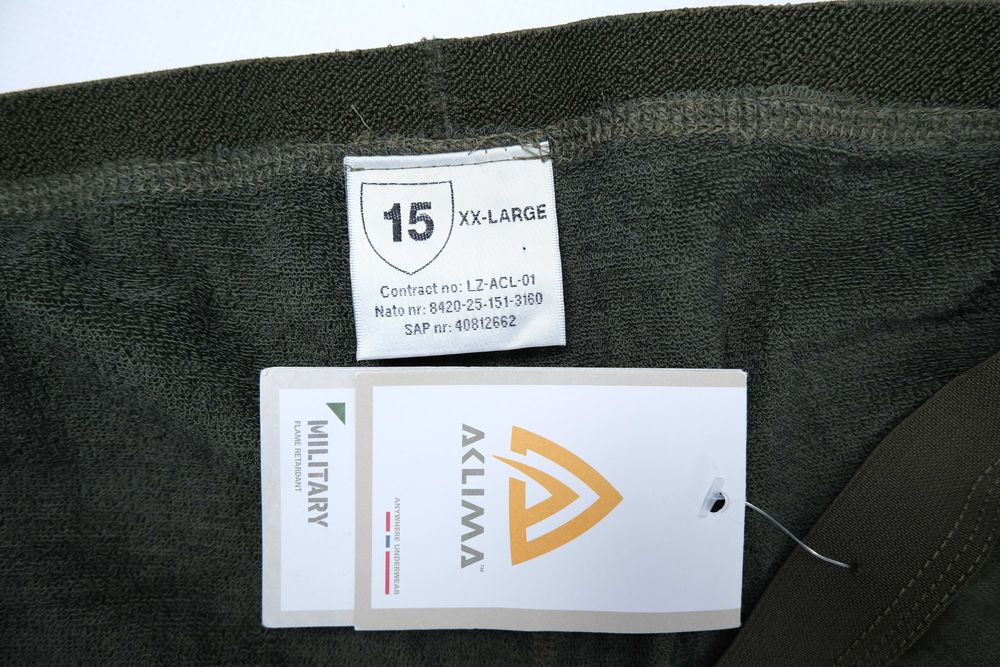 15
XX-LARGE
Contract no: LZ-ACL-01
Nato nr: 8420-25-151-3160
SAP nr: 40812662
MILITARY
FLAME RETARDANT
ACLIMA™
ANYWHERE UNDERWEAR